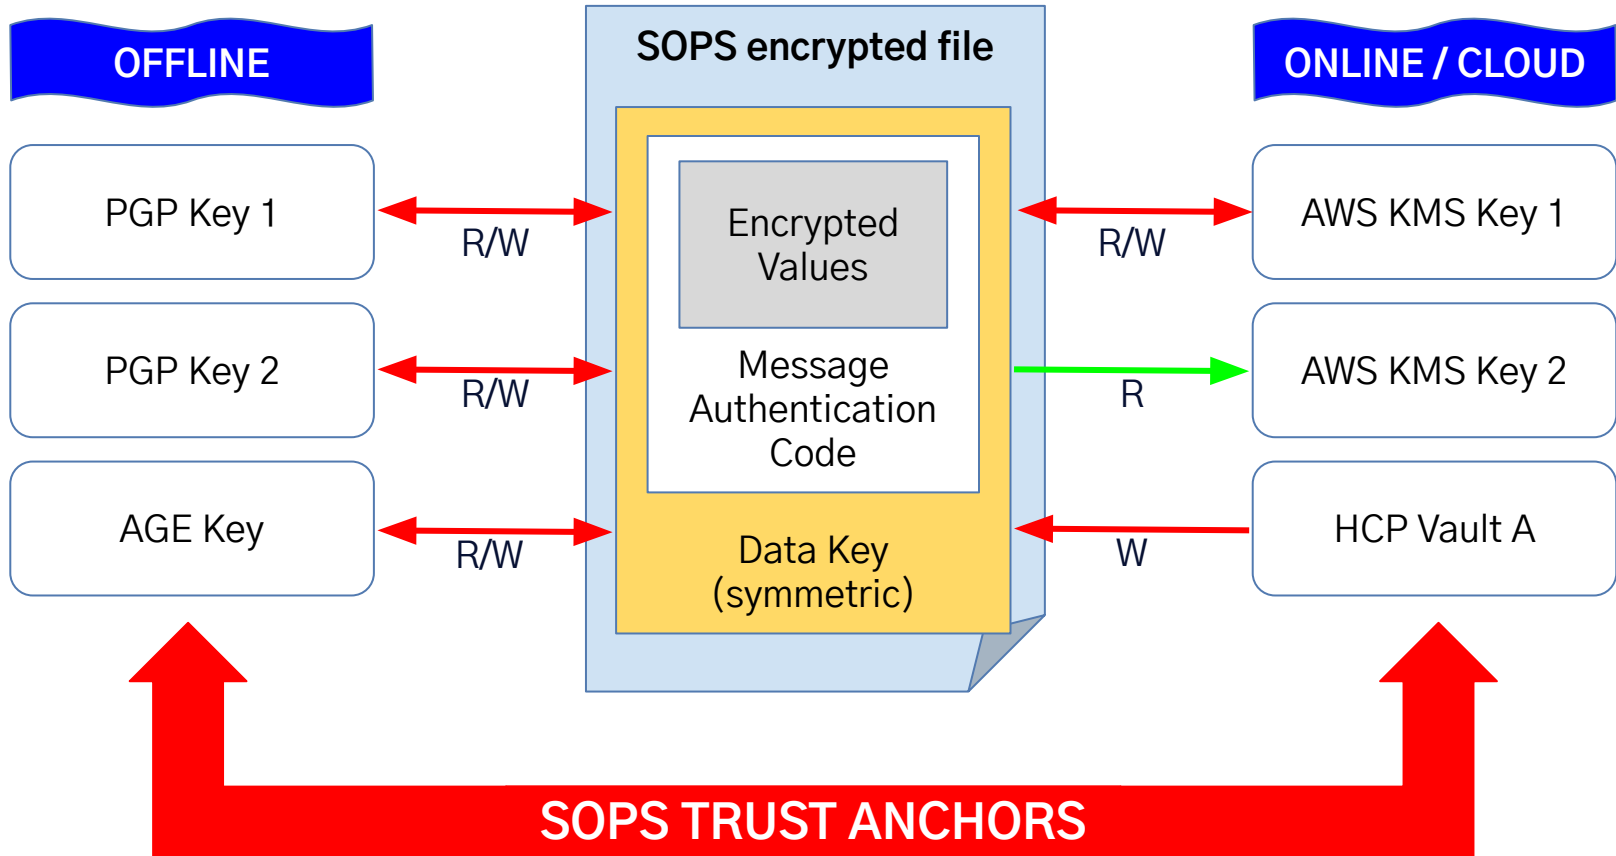 OFFLINE
SOPS encrypted file
ONLINE / CLOUD
PGP Key 1
R/W
Encrypted
Values
R/W
AWS KMS Key 1
PGP Key 2
R/W
Message
Authentication
Code
R
AWS KMS Key 2
AGE Key
R/W
Data Key
(symmetric)
W
HCP Vault A
SOPS TRUST ANCHORS